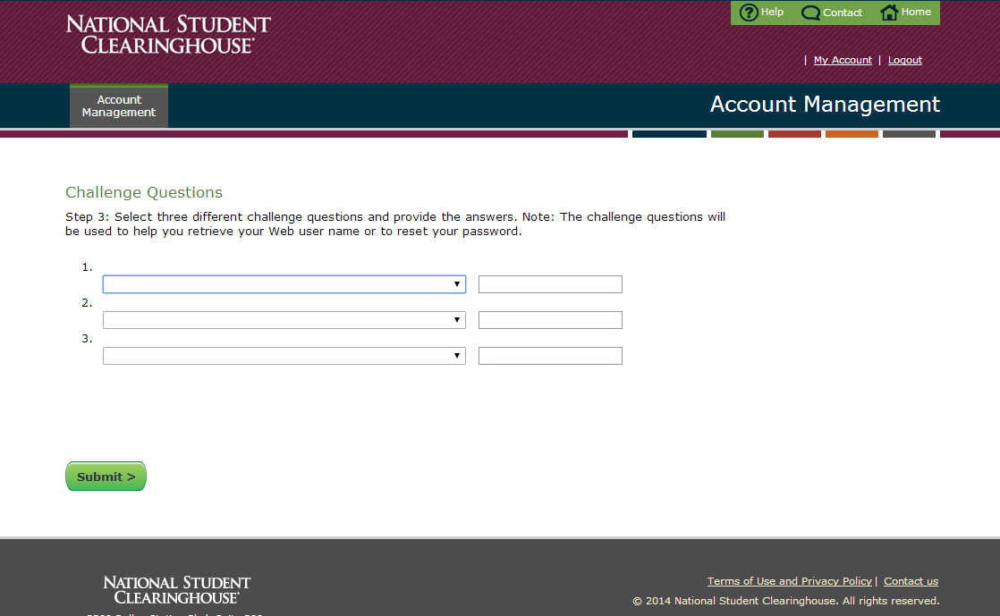 NATIONAL STUDENT
CLEARINGHOUSE®
Help
Contact
Home
| My Account | Logout
Account
Management
Account Management
Challenge Questions
Step 3: Select three different challenge questions and provide the answers. Note: The challenge questions will
be used to help you retrieve your Web user name or to reset your password.
1.
2.
3.
Submit >
NATIONAL STUDENT
CLEARINGHOUSE®
Terms of Use and Privacy Policy | Contact us
© 2014 National Student Clearinghouse. All rights reserved.